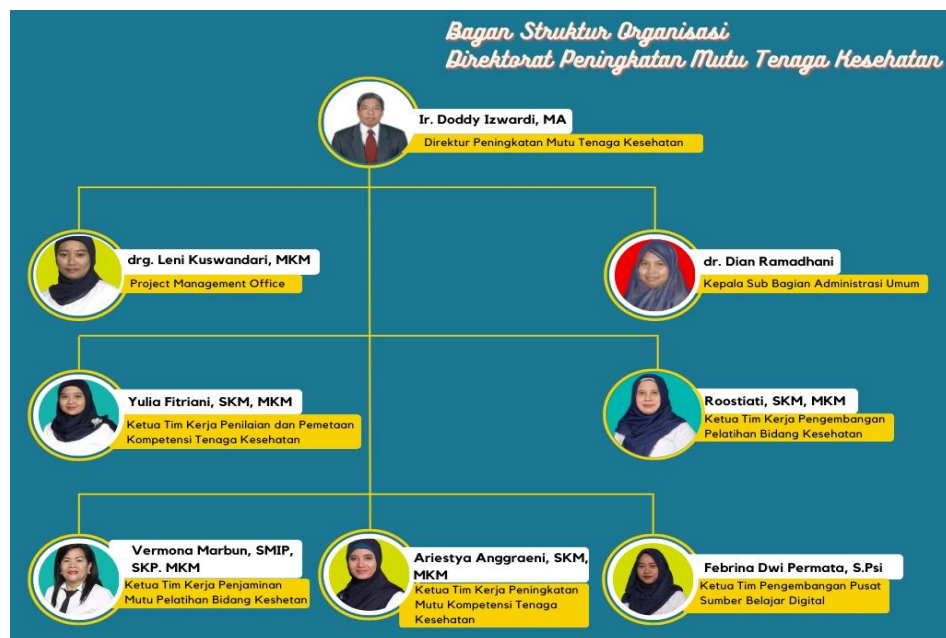 Bagan Struktur Organisasi
Direktorat Peningkatan Mutu Tenaga Kesehatan
Ir. Doddy Izwardi, MA
Direktur Peningkatan Mutu Tenaga Kesehatan
drg. Leni Kuswandari, MKM
Project Management Office
dr. Dian Ramadhani
Kepala Sub Bagian Administrasi Umum
Yulia Fitriani, SKM, MKM
Ketua Tim Kerja Penilaian dan Pemetaan
Kompetensi Tenaga Kesehatan
Roostiati, SKM, MKM
Ketua Tim Kerja Pengembangan
Pelatihan Bidang Kesehatan
Vermona Marbun, SMIP,
SKP. MKM
Ketua Tim Kerja Penjaminan
Mutu Pelatihan Bidang Keshetan
Ariestya Anggraeni, SKM,
MKM
Ketua Tim Kerja Peningkatan
Mutu Kompetensi Tenaga
Kesehatan
Febrina Dwi Permata, S.Psi
Ketua Tim Pengembangan Pusat
Sumber Belajar Digital